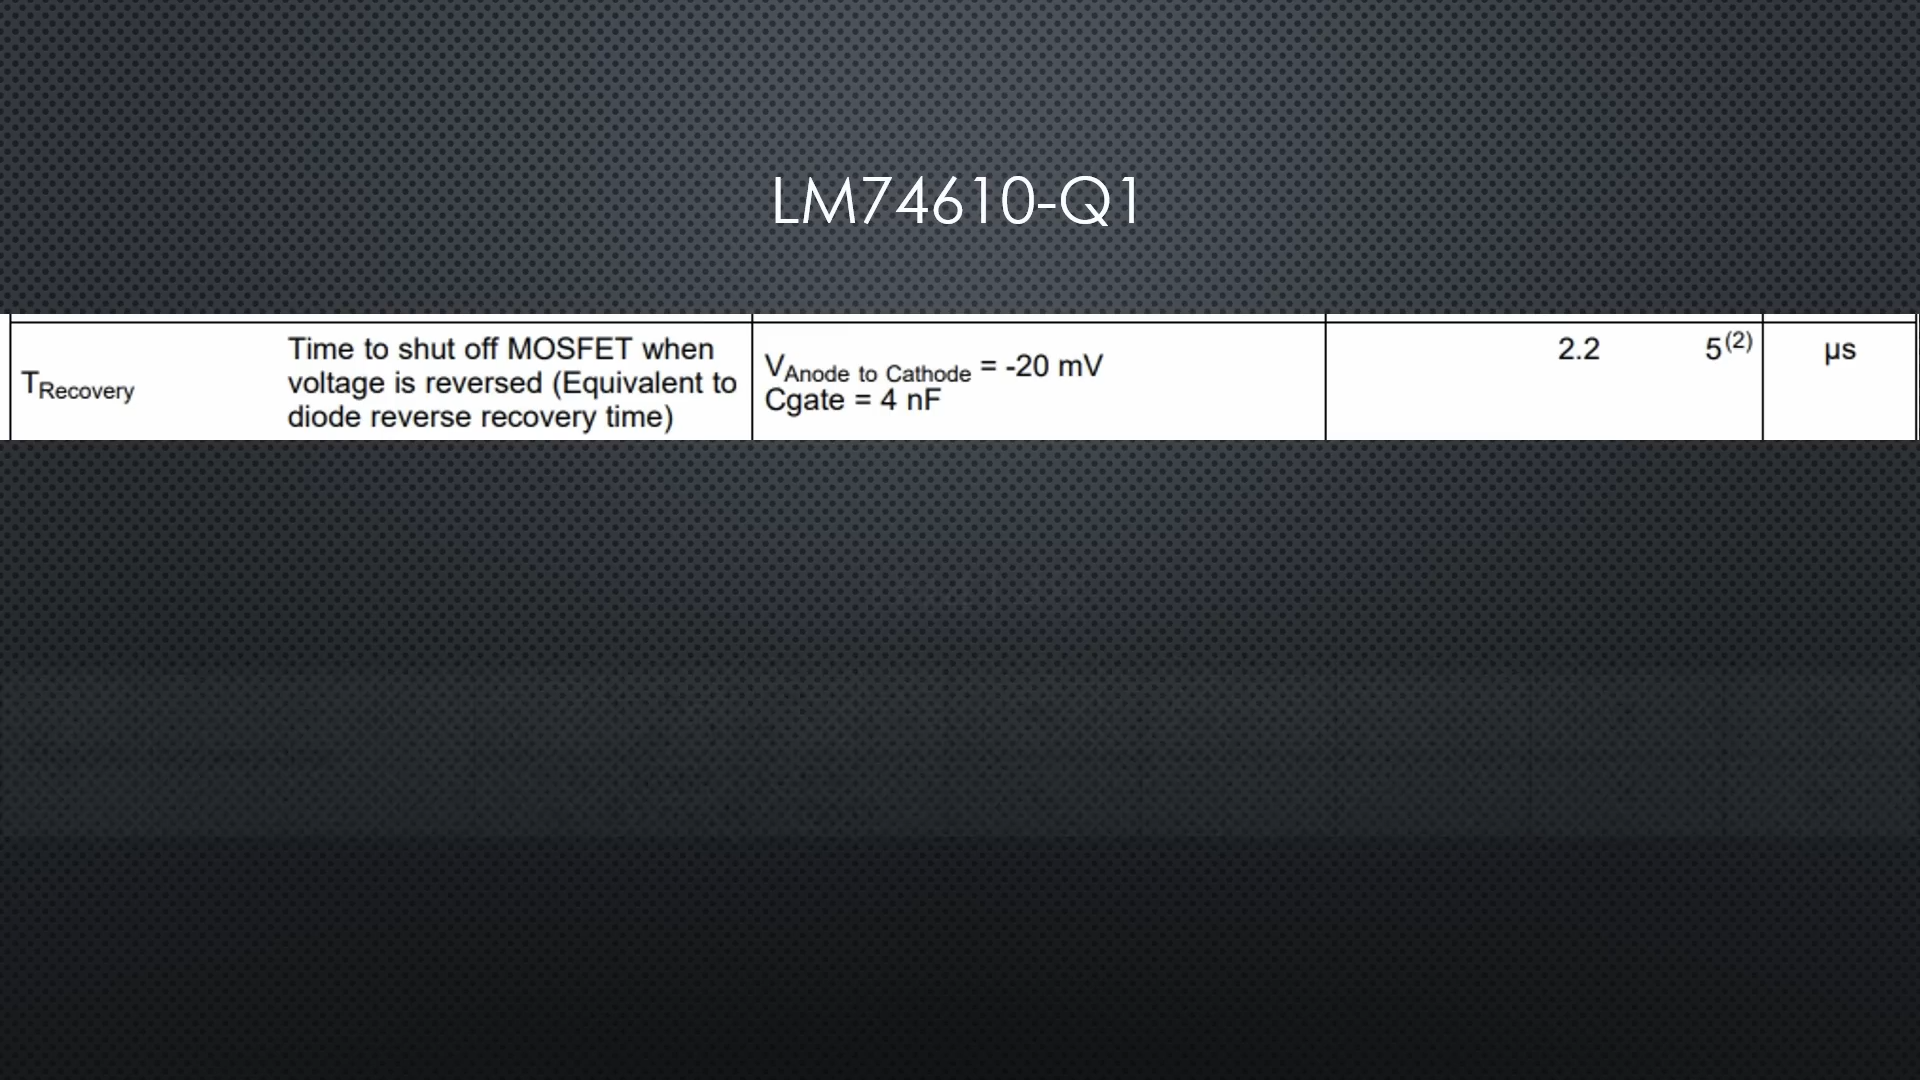 LM74610-Q1
TRecovery
Time to shut off MOSFET when
voltage is reversed (Equivalent to
diode reverse recovery time)
VAnode to Cathode = -20 mV
Cgate = 4 nF
2.2
5(2)
μs